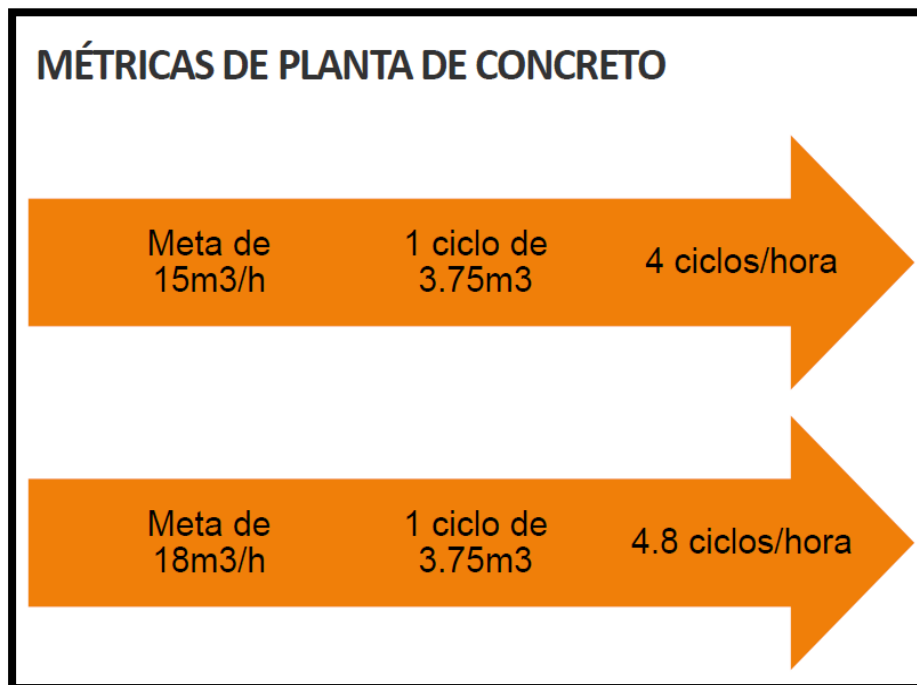 MÉTRICAS DE PLANTA DE CONCRETO
Meta de
15m3/h
1 ciclo de
3.75m3
4 ciclos/hora
Meta de
18m3/h
1 ciclo de
3.75m3
4.8 ciclos/hora